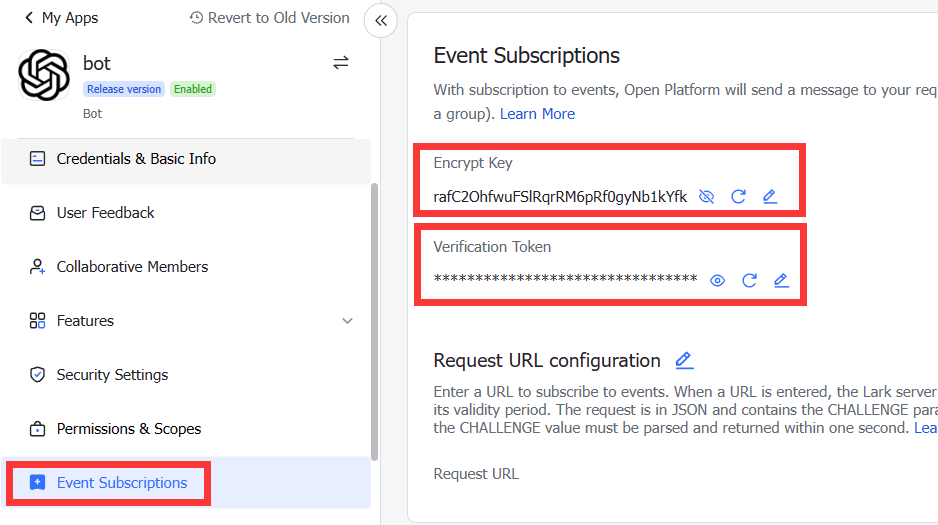 My Apps
Revert to Old Version
bot
Release version
Enabled
Bot
Credentials & Basic Info
User Feedback
Collaborative Members
Features
Security Settings
Permissions & Scopes
Event Subscriptions
Event Subscriptions
With subscription to events, Open Platform will send a message to your req
a group). Learn More
Encrypt Key
rafC2OhfwuFSlRqrRM6pRf0gyNb1kYfk
Verification Token
********************************
Request URL configuration
Enter a URL to subscribe to events. When a URL is entered, the Lark server
its validity period. The request is in JSON and contains the CHALLENGE para
the CHALLENGE value must be parsed and returned within one second. Lea
Request URL